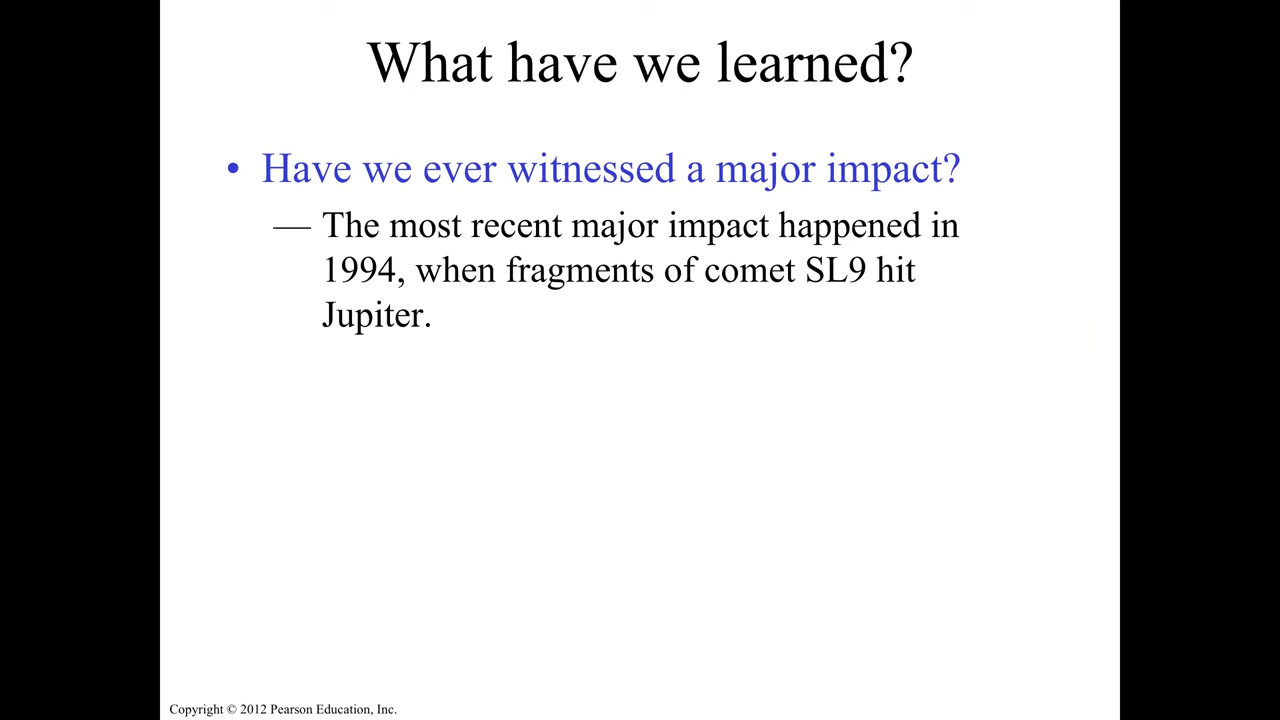 What have we learned?
• Have we ever witnessed a major impact?
— The most recent major impact happened in
1994, when fragments of comet SL9 hit
Jupiter.
Copyright © 2012 Pearson Education, Inc.